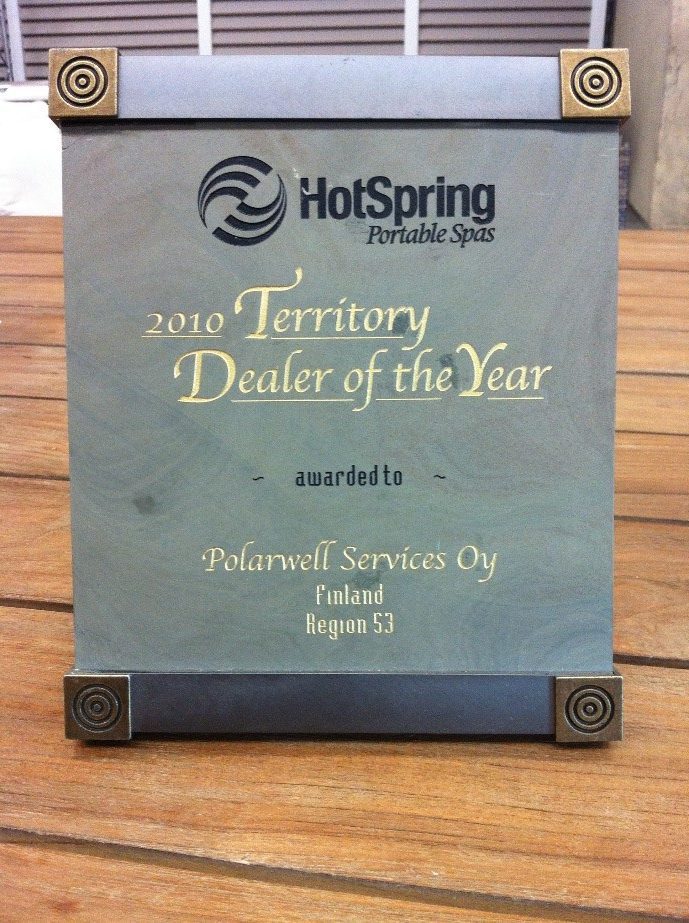 HotSpring
Portable Spas
2010 Territory
Dealer of the Year
~ awarded to ~
Polarwell Services Oy
Finland
Region 53